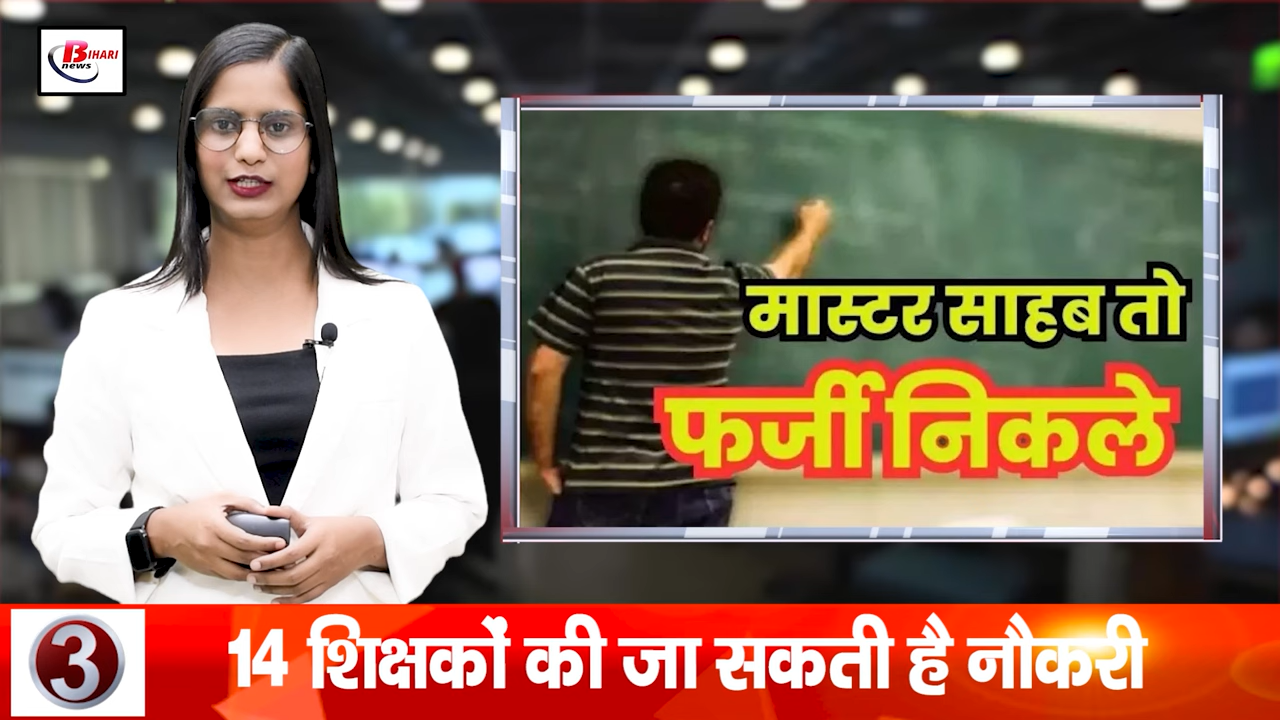 BIHARI
news
मास्टर साहब तो
फर्जी निकले
3
14 शिक्षकों की जा सकती है नौकरी